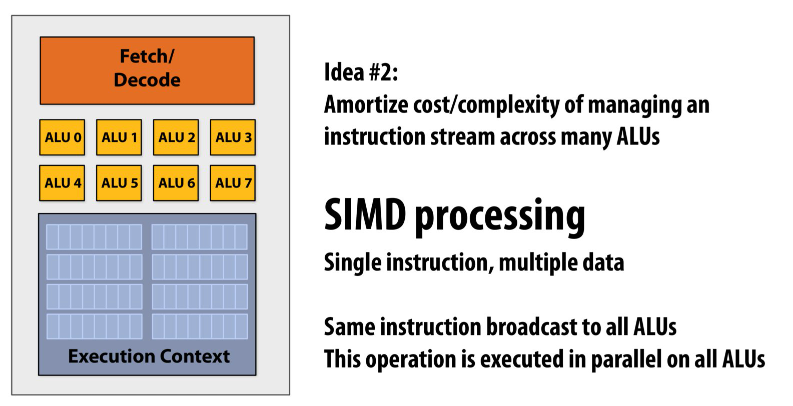 Fetch/
Decode
ALU 0 ALU 1 ALU 2 ALU 3
ALU 4 ALU 5 ALU 6 ALU 7
Execution Context
Idea #2:
Amortize cost/complexity of managing an
instruction stream across many ALUs
SIMD processing
Single instruction, multiple data
Same instruction broadcast to all ALUs
This operation is executed in parallel on all ALUs